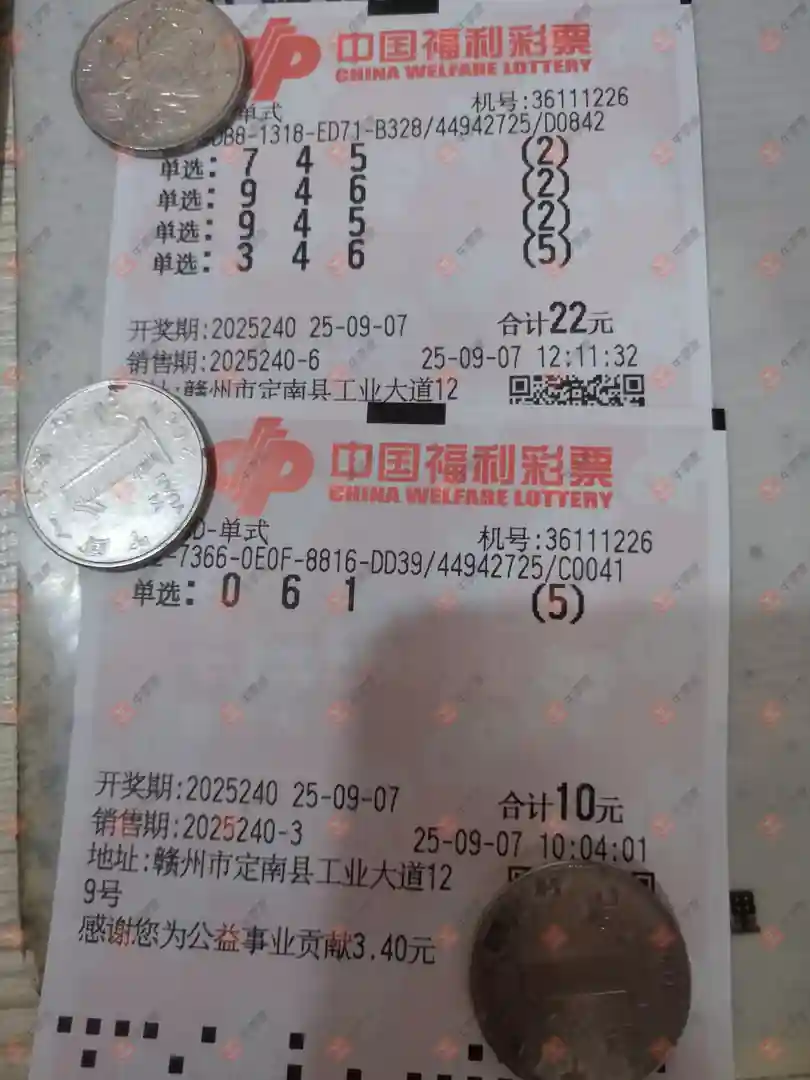 中国福利彩票
CHINA WELFARE LOTTERY
单式 机号:36111226
DB8-1318-ED71-B328/44942725/D0842
单选: 7 4 5 (2)
单选: 9 4 6 (2)
单选: 9 4 5 (2)
单选: 3 4 6 (5)
开奖期:2025240 25-09-07 合计22元
销售期:2025240-6 25-09-07 12:11:32
址:赣州市定南县工业大道12
中国福利彩票
CHINA WELFARE LOTTERY
D-单式 机号:36111226
2-7366-0E0F-8816-DD39/44942725/C0041
单选: 0 6 1 (5)
开奖期:2025240 25-09-07 合计10元
销售期:2025240-3 25-09-07 10:04:01
地址:赣州市定南县工业大道12
9号
感谢您为公益事业贡献3.40元